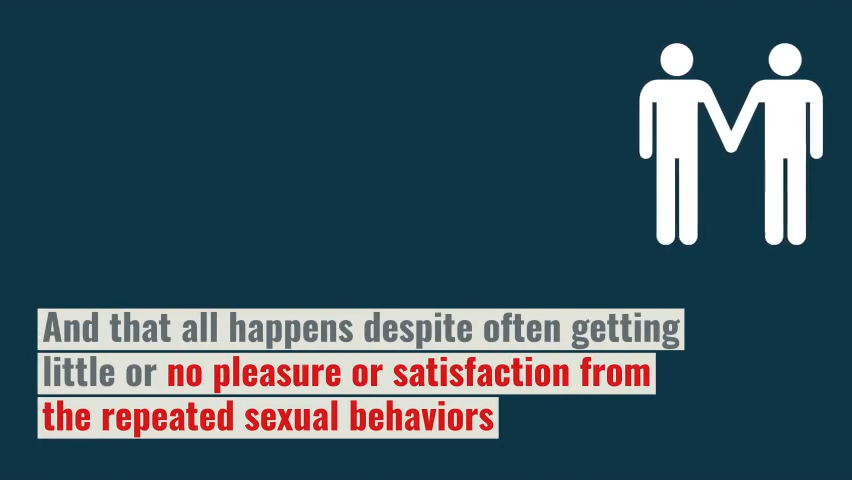 And that all happens despite often getting
little or no pleasure or satisfaction from
the repeated sexual behaviors